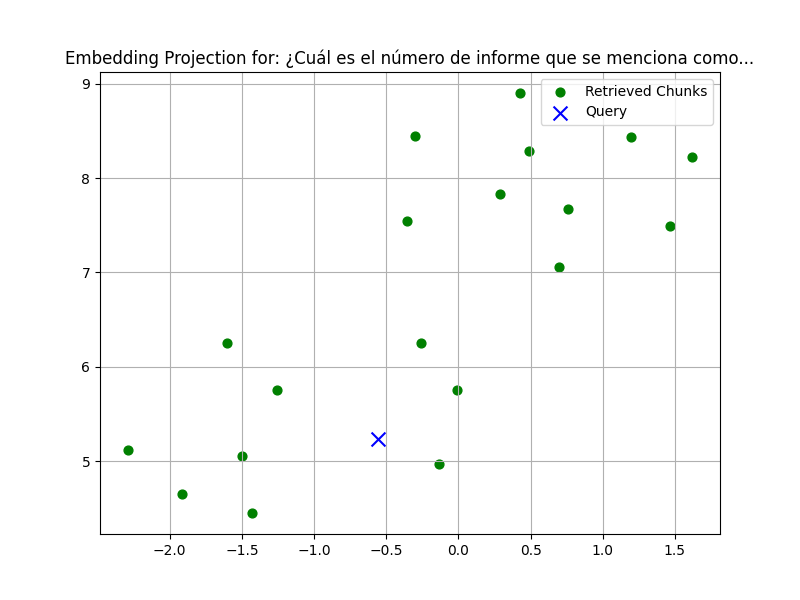 Embedding Projection for: ¿Cuál es el número de informe que se menciona como...
Retrieved Chunks
Query
9
8
7
6
5
−2.0 −1.5 −1.0 −0.5 0.0 0.5 1.0 1.5